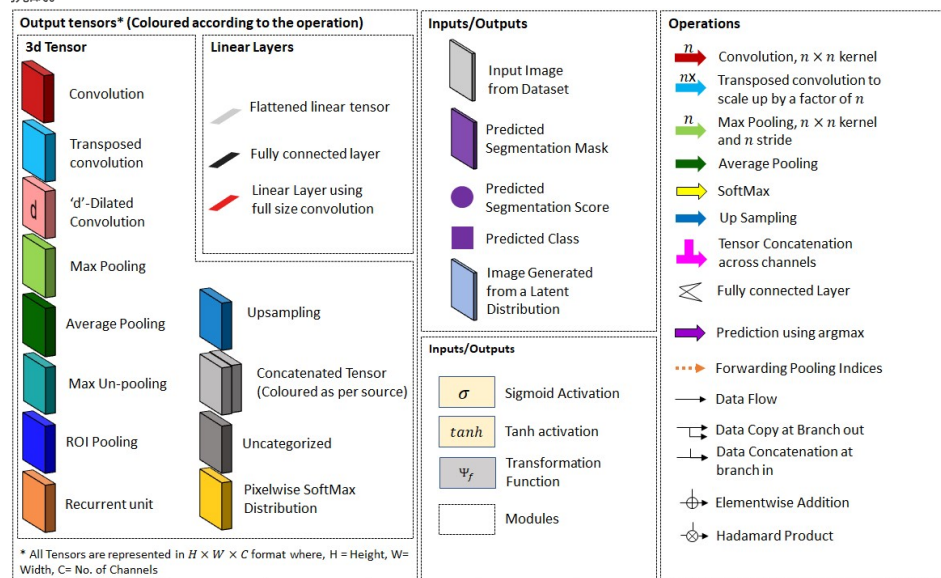 Output tensors* (Coloured according to the operation)
3d Tensor
Convolution
Transposed
convolution
d
‘d’-Dilated
Convolution
Max Pooling
Average Pooling
Max Un-pooling
ROI Pooling
Recurrent unit
Linear Layers
Flattened linear tensor
Fully connected layer
Linear Layer using
full size convolution
Upsampling
Concatenated Tensor
(Coloured as per source)
Uncategorized
Pixelwise SoftMax
Distribution
* All Tensors are represented in H × W × C format where, H = Height, W=
Width, C= No. of Channels
Inputs/Outputs
Input Image
from Dataset
Predicted
Segmentation Mask
Predicted
Segmentation Score
Predicted Class
Image Generated
from a Latent
Distribution
Inputs/Outputs
σ Sigmoid Activation
tanh Tanh activation
Ψf Transformation
Function
Modules
Operations
n Convolution, n × n kernel
nx Transposed convolution to
scale up by a factor of n
n Max Pooling, n × n kernel
and n stride
Average Pooling
SoftMax
Up Sampling
Tensor Concatenation
across channels
Fully connected Layer
Prediction using argmax
Forwarding Pooling Indices
Data Flow
Data Copy at Branch out
Data Concatenation at
branch in
Elementwise Addition
Hadamard Product